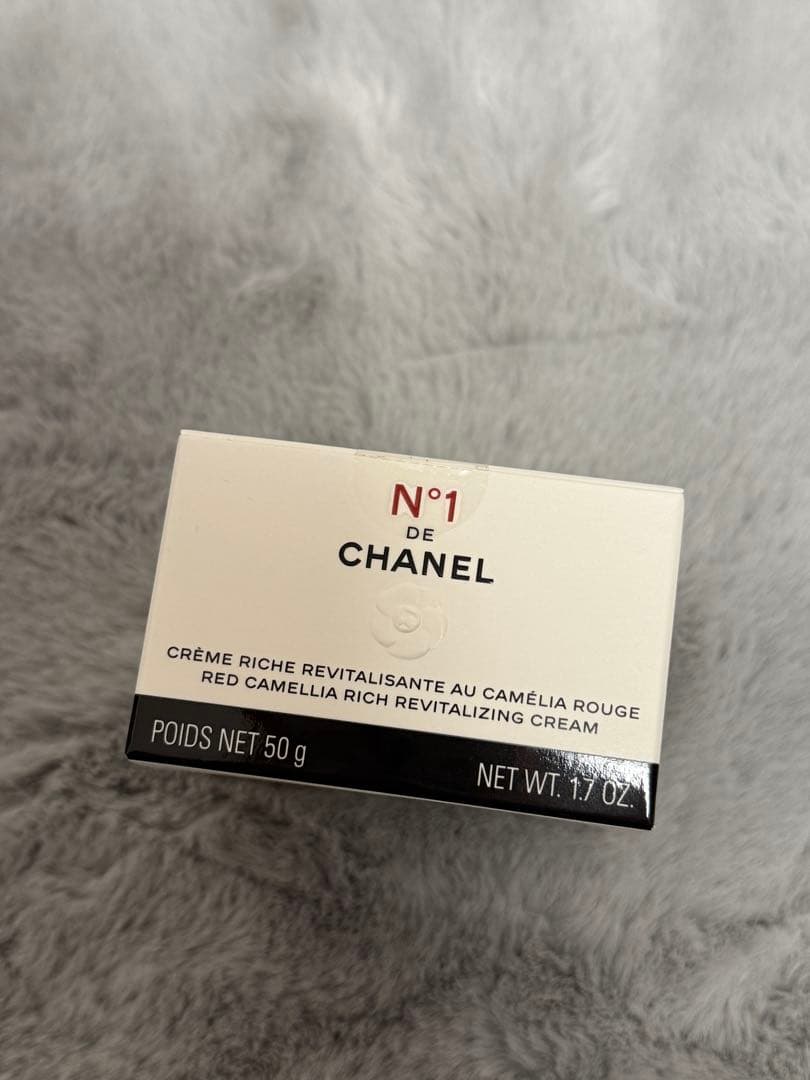 N°1
DE
CHANEL
CRÈME RICHE REVITALISANTE AU CAMÉLIA ROUGE
RED CAMELLIA RICH REVITALIZING CREAM
POIDS NET 50 g
NET WT. 1.7 OZ.